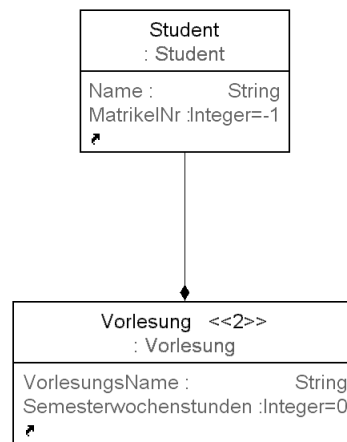 Student
: Student
Name : String
MatrikelNr :Integer=-1
Vorlesung <<2>>
: Vorlesung
VorlesungsName : String
Semesterwochenstunden :Integer=0